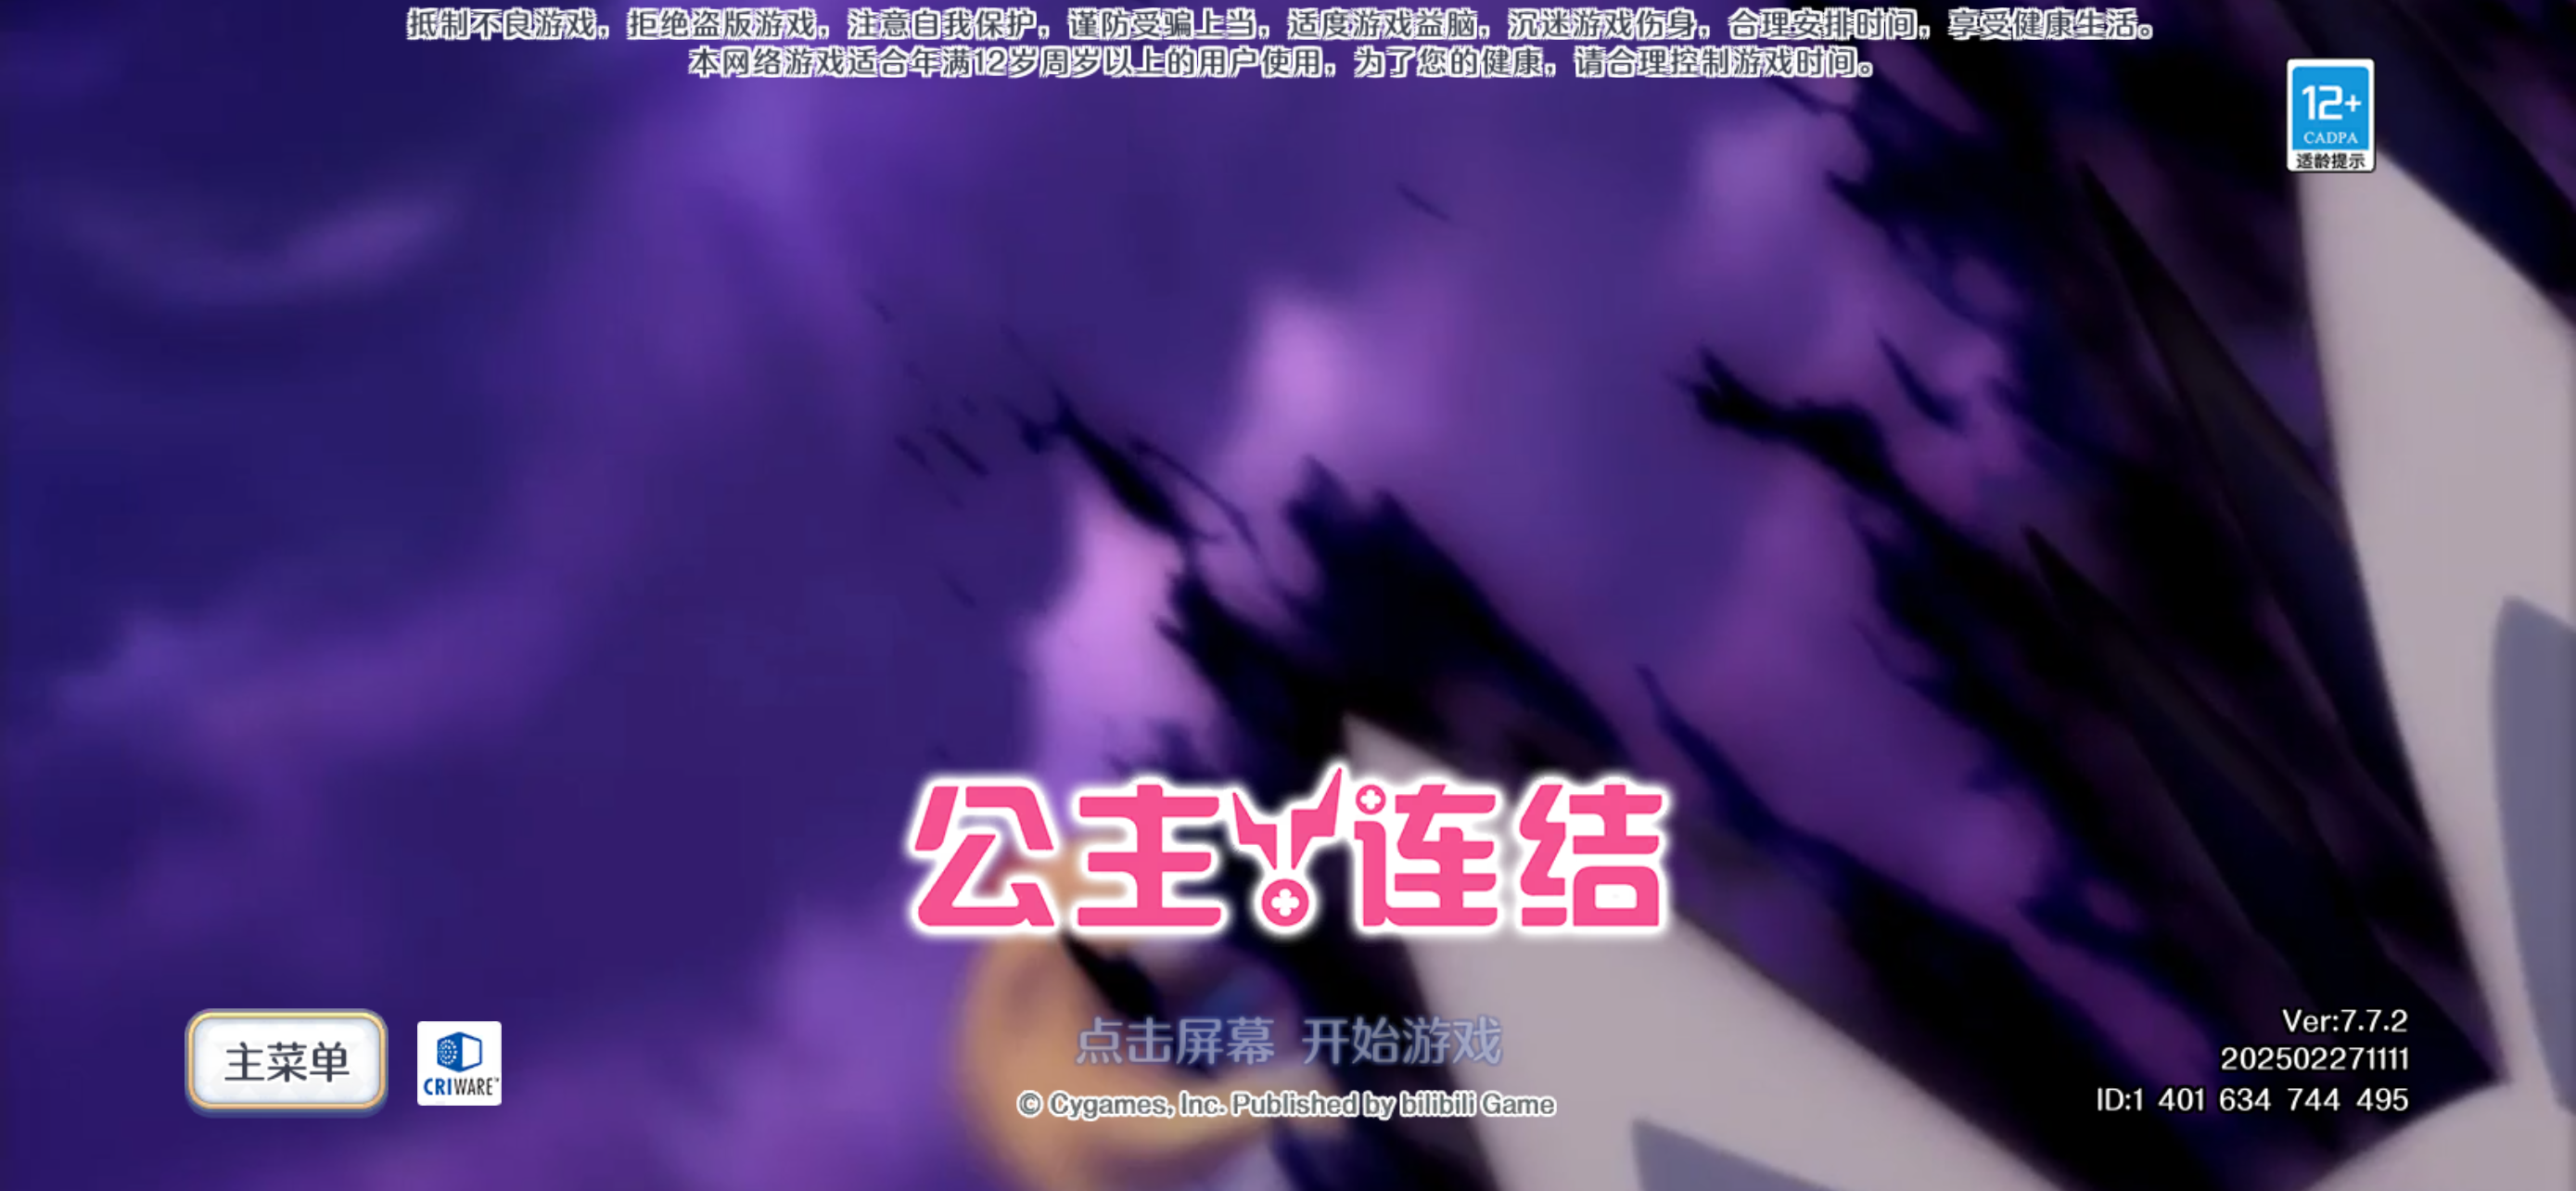 抵制不良游戏，拒绝盗版游戏，注意自我保护，谨防受骗上当，适度游戏益脑，沉迷游戏伤身，合理安排时间，享受健康生活。
本网络游戏适合年满12岁周岁以上的用户使用，为了您的健康，请合理控制游戏时间。
12+
CADPA
适龄提示
公主连结
点击屏幕 开始游戏
主菜单
CRIWARE™
© Cygames, Inc. Published by bilibili Game
Ver:7.7.2
202502271111
ID:1 401 634 744 495